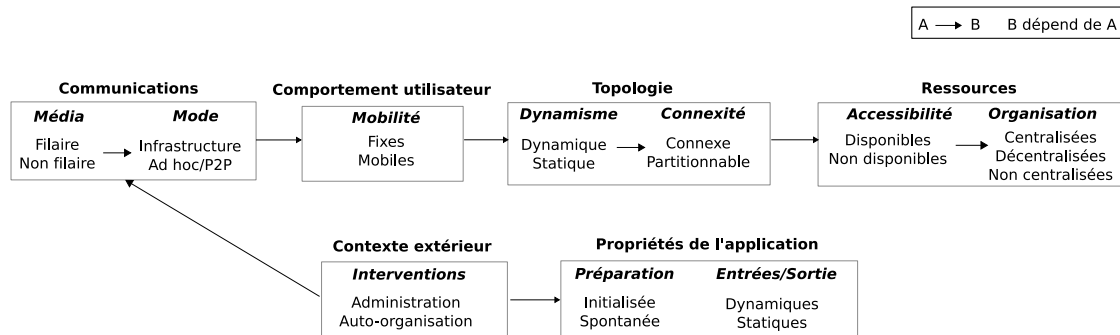 A → B B dépend de A
Communications
Comportement utilisateur
Topologie
Ressources
Média Mode
Filaire Infrastructure
Non filaire Ad hoc/P2P
Mobilité
Fixes
Mobiles
Dynamisme Connexité
Dynamique Connexe
Statique Partitionnable
Accessibilité Organisation
Disponibles Centralisées
Non disponibles Décentralisées
Non centralisées
Contexte extérieur
Propriétés de l'application
Interventions
Administration
Auto-organisation
Préparation Entrées/Sortie
Initialisée Dynamiques
Spontanée Statiques